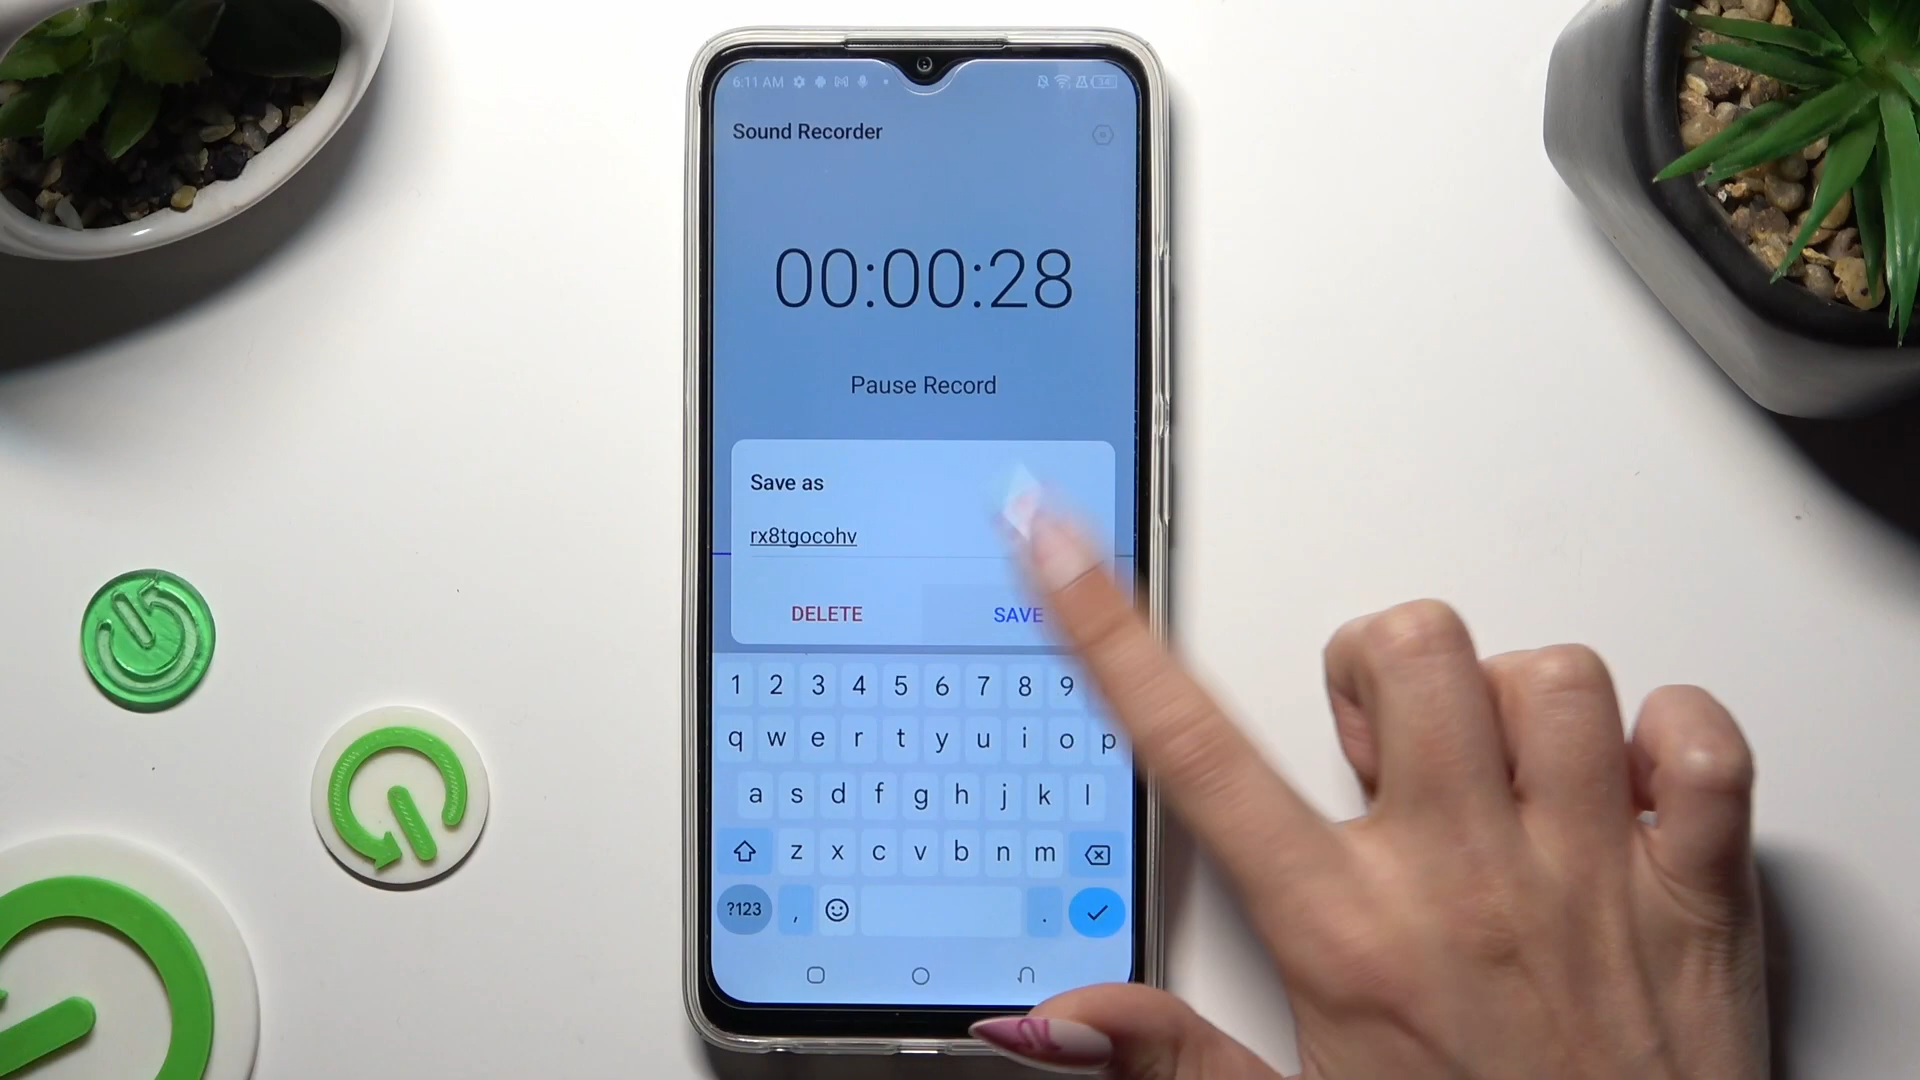 6:11 AM
Sound Recorder
00:00:28
Pause Record
Save as
rx8tgocohv
DELETE SAVE
1 2 3 4 5 6 7 8 9
q w e r t y u i o p
a s d f g h j k l
z x c v b n m
?123 , .